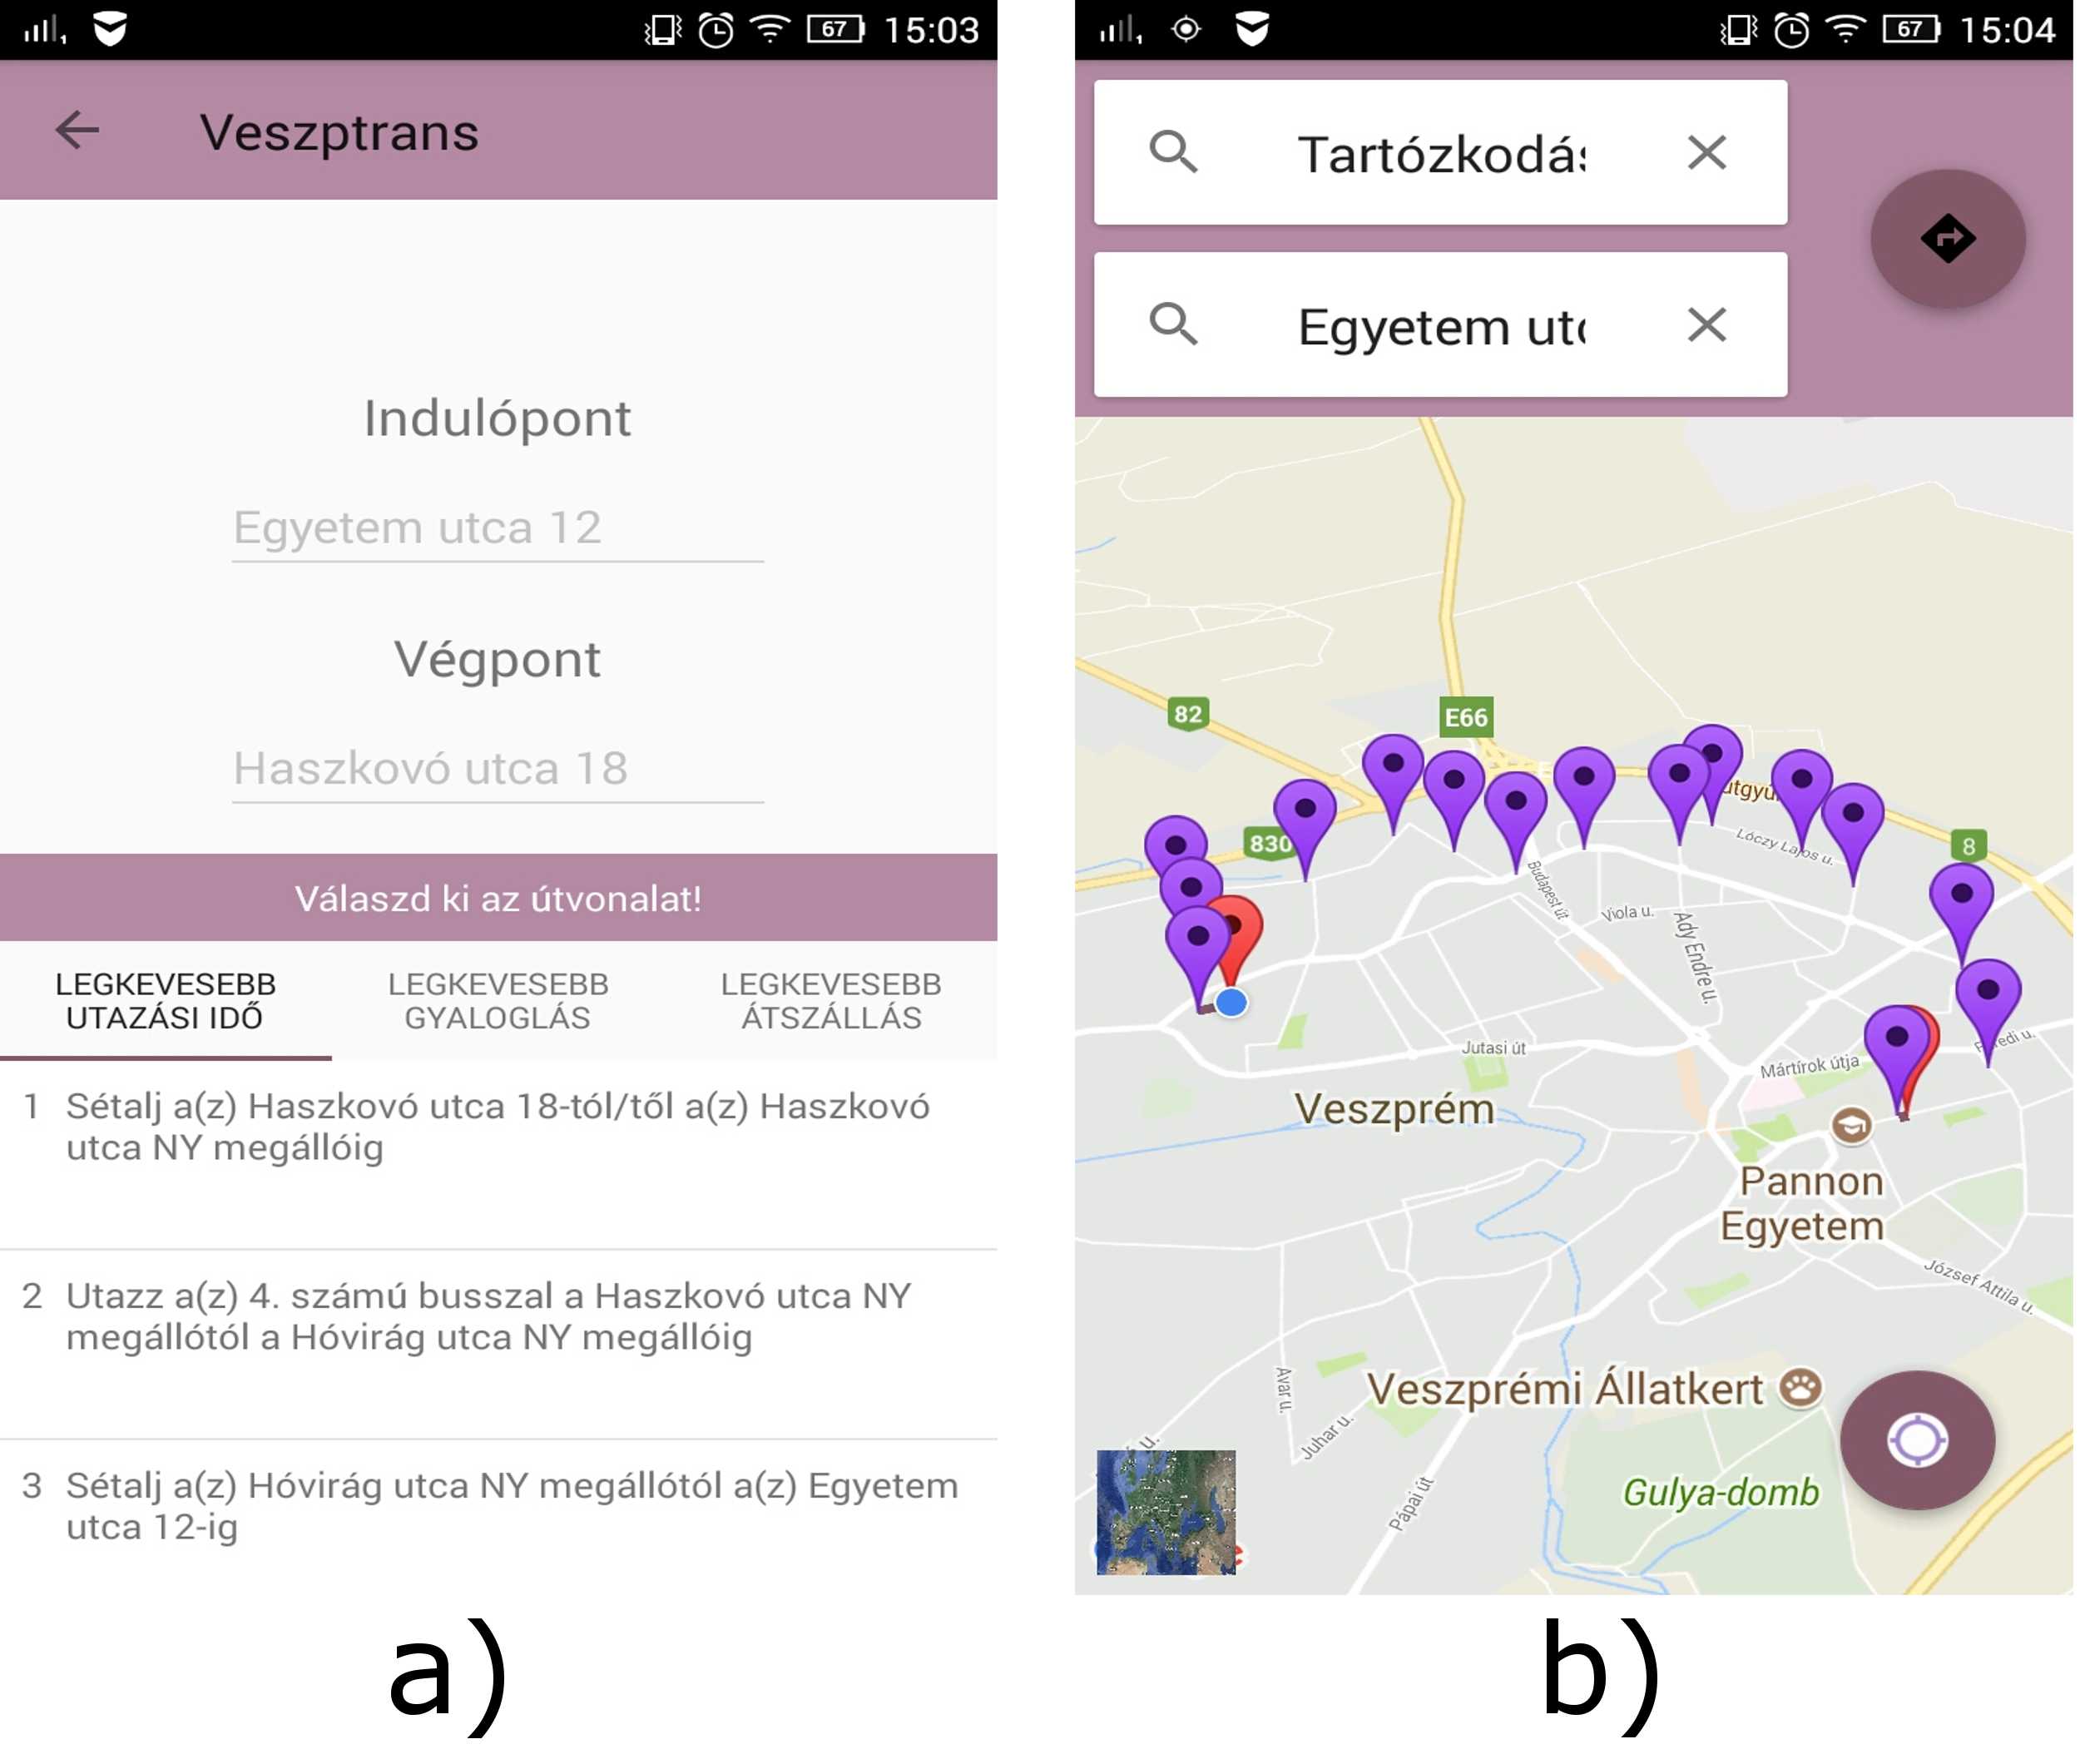 67 15:03
Veszptrans
Indulópont
Egyetem utca 12
Végpont
Haszkovó utca 18
Válaszd ki az útvonalat!
LEGKEVESEBB
UTAZÁSI IDŐ
LEGKEVESEBB
GYALOGLÁS
LEGKEVESEBB
ÁTSZÁLLÁS
1 Sétalj a(z) Haszkovó utca 18-tól/től a(z) Haszkovó
utca NY megállóig
2 Utazz a(z) 4. számú busszal a Haszkovó utca NY
megállótól a Hóvirág utca NY megállóig
3 Sétalj a(z) Hóvirág utca NY megállótól a(z) Egyetem
utca 12-ig
a)
67 15:04
Tartózkodás
Egyetem utc
82
E66
830
8
Lóczy Lajos u.
Budapest út
Viola u.
Ady Endre u.
Jutasi út
Mártírok útja
Veszprém
Pannon
Egyetem
József Attila u.
Avar u.
Juhar u.
Veszprémi Állatkert
Pápai út
Gulya-domb
b)